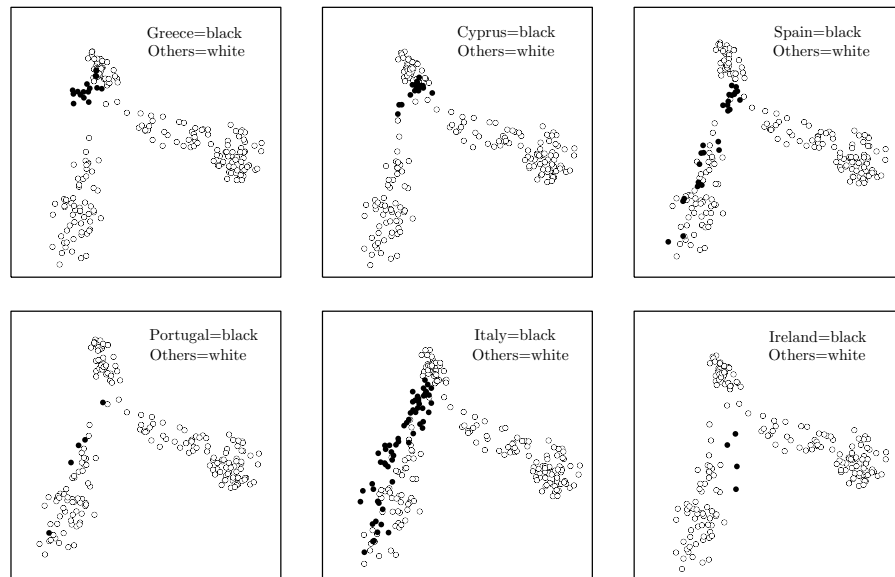 Greece=black
Others=white
Cyprus=black
Others=white
Spain=black
Others=white
Portugal=black
Others=white
Italy=black
Others=white
Ireland=black
Others=white